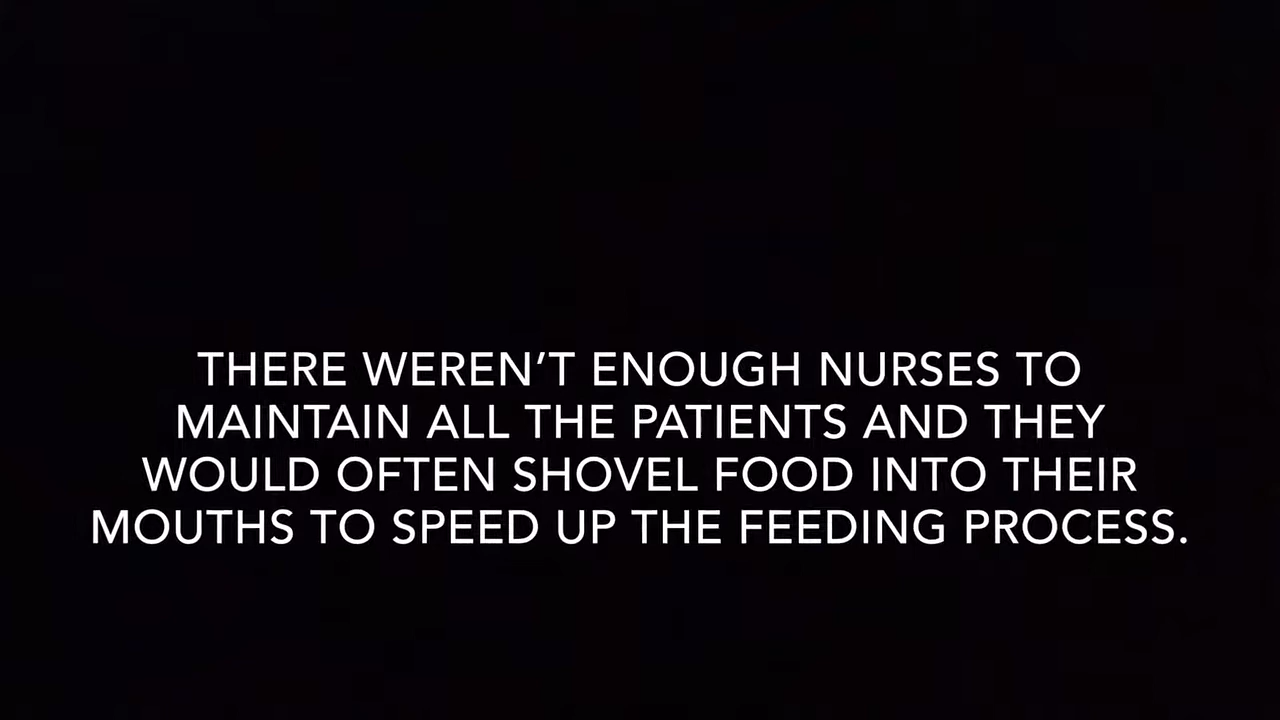 THERE WEREN’T ENOUGH NURSES TO
MAINTAIN ALL THE PATIENTS AND THEY
WOULD OFTEN SHOVEL FOOD INTO THEIR
MOUTHS TO SPEED UP THE FEEDING PROCESS.